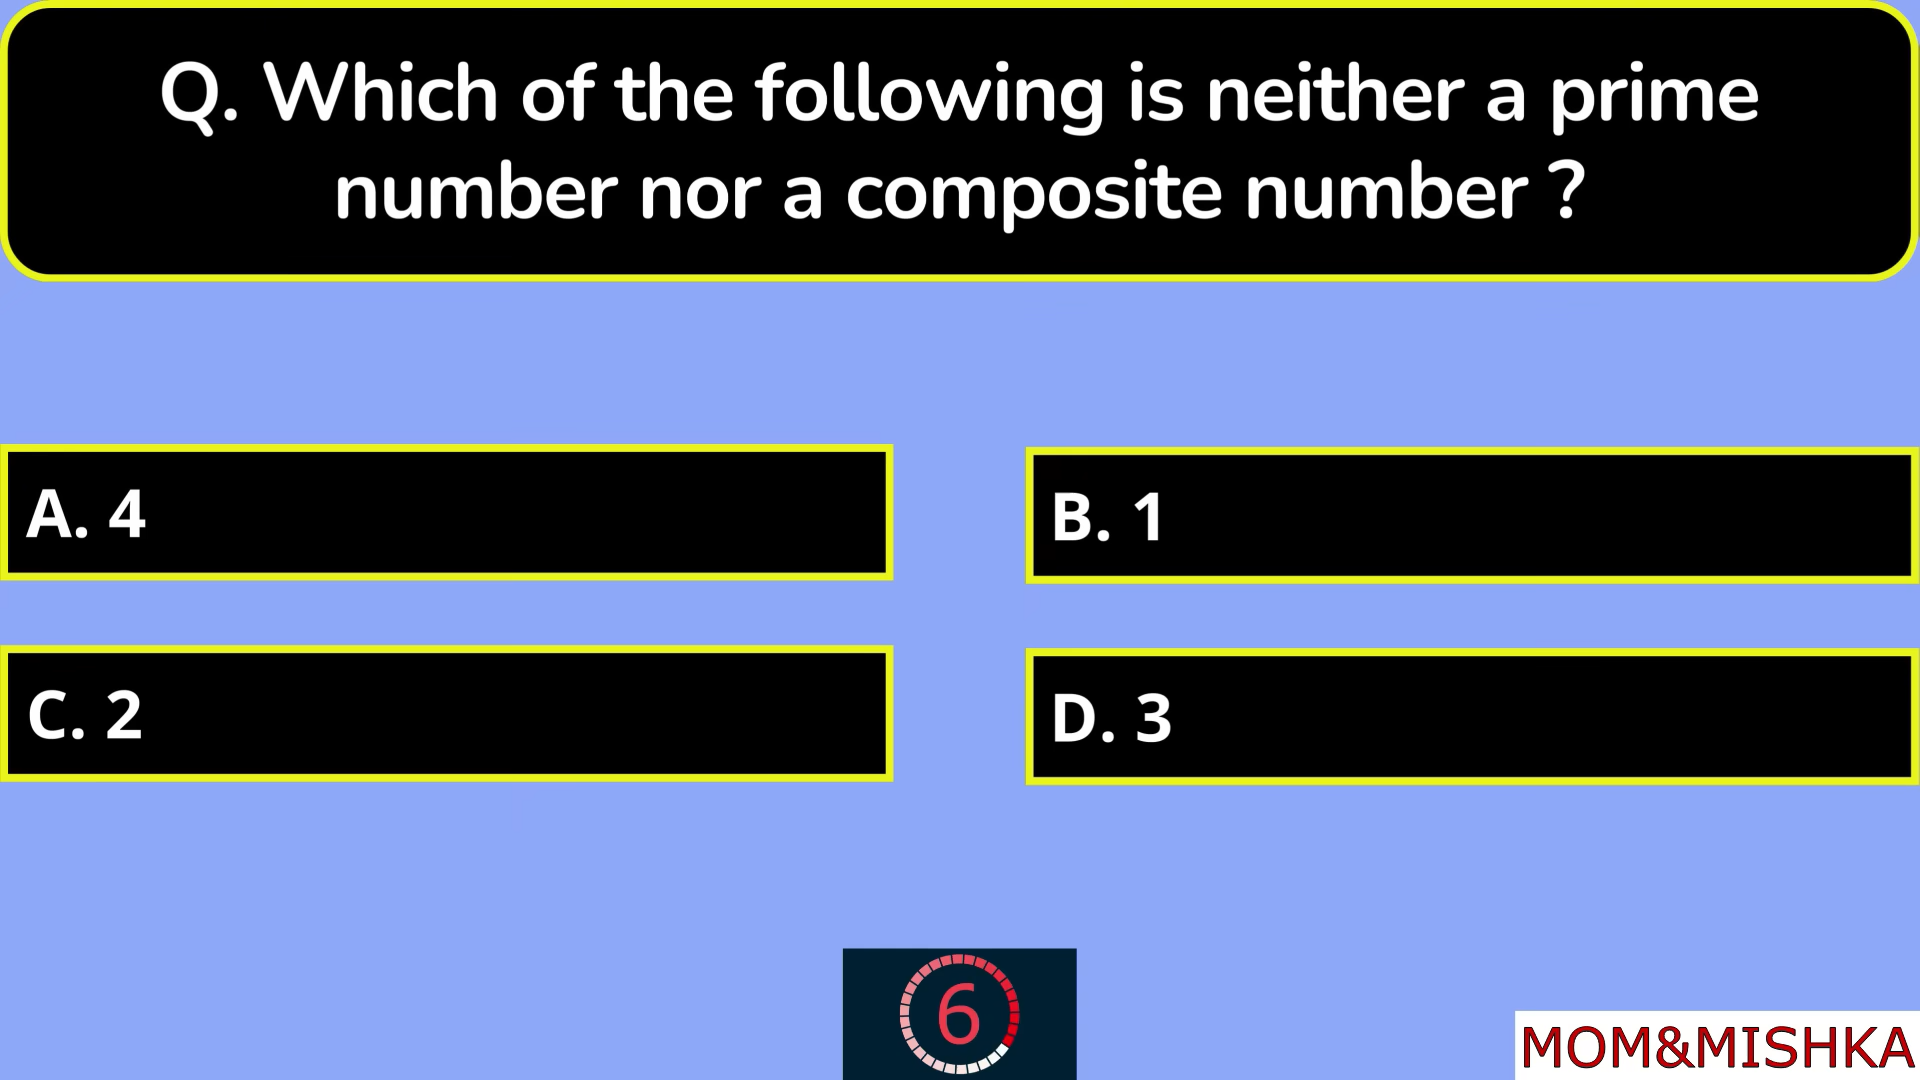 Q. Which of the following is neither a prime
number nor a composite number ?
A. 4
B. 1
C. 2
D. 3
6
MOM&MISHKA